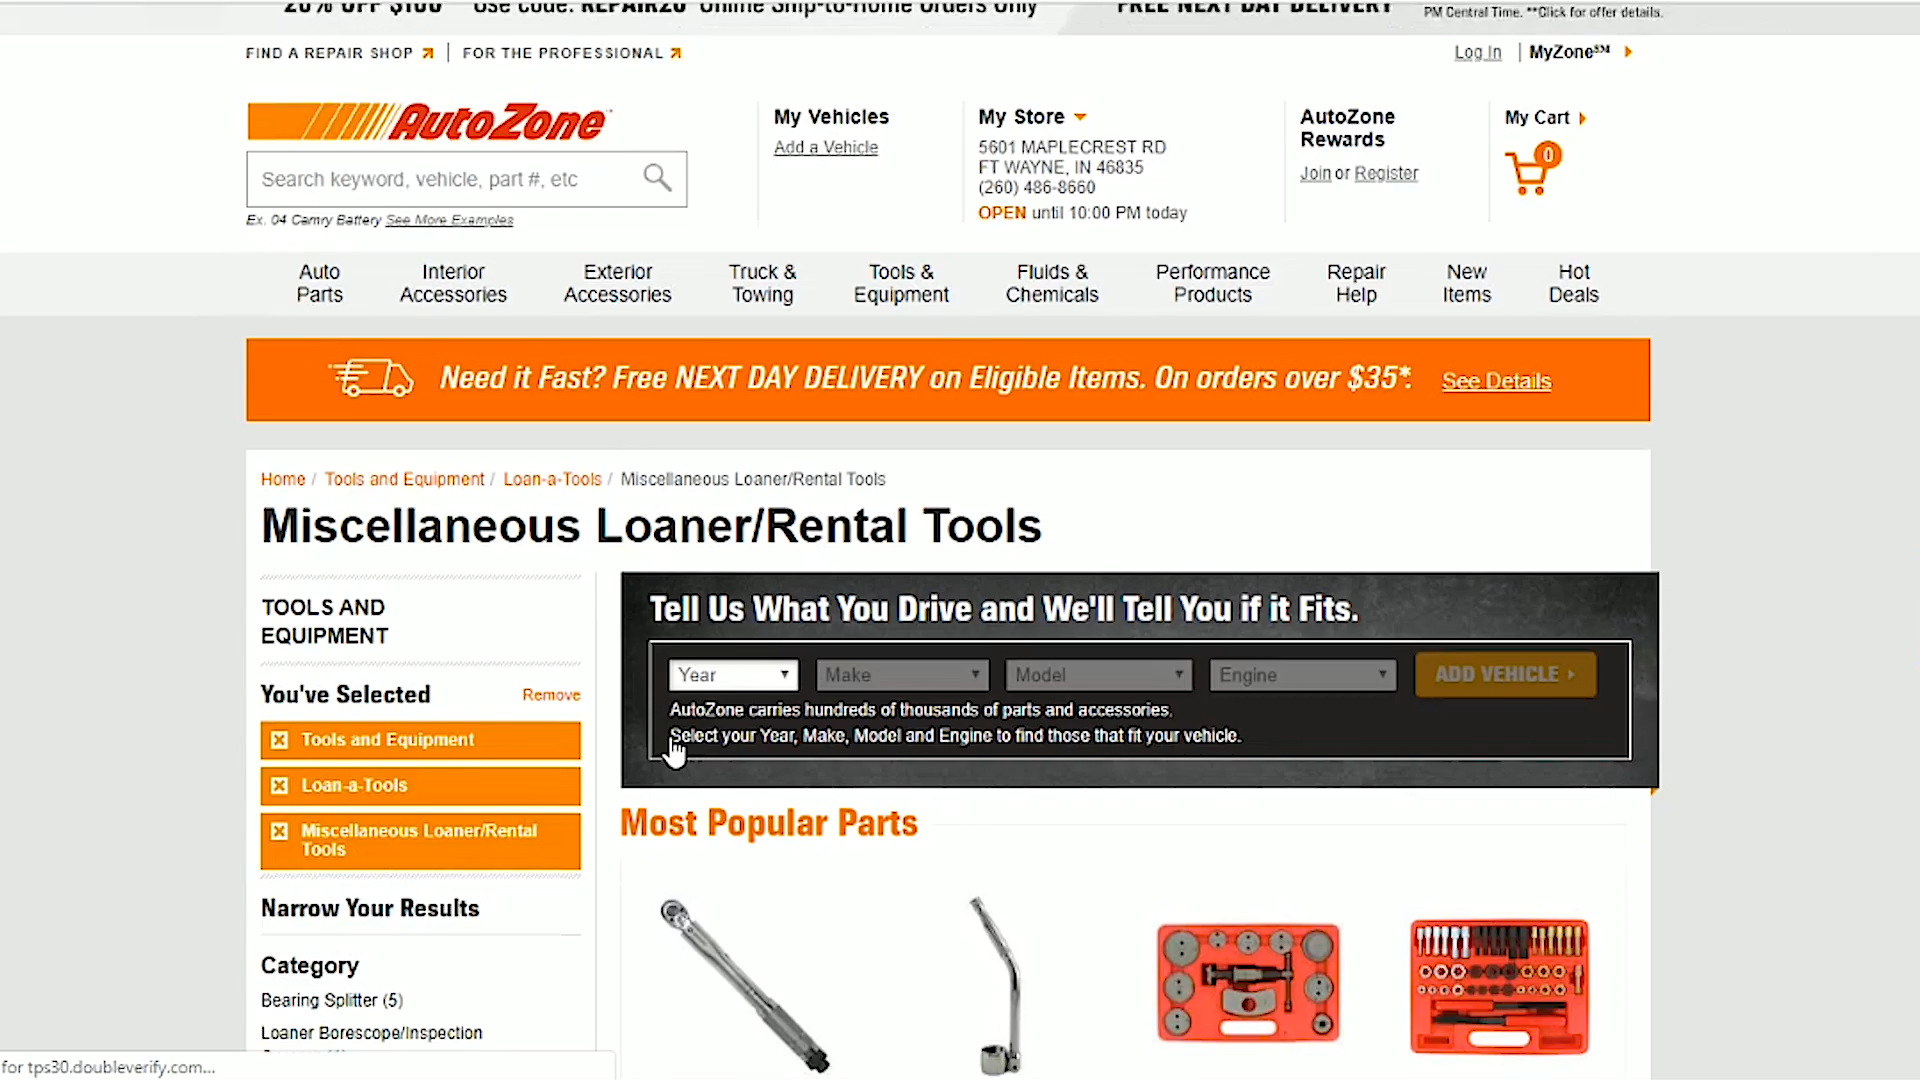 20% OFF $100 Use code: REPAIR20 Online Ship-to-Home Orders Only FREE NEXT DAY DELIVERY PM Central Time. **Click for offer details.
FIND A REPAIR SHOP FOR THE PROFESSIONAL Log In MyZone℠
AutoZone
Search keyword, vehicle, part #, etc
Ex. 04 Camry Battery See More Examples
My Vehicles
Add a Vehicle
My Store
5601 MAPLECREST RD
FT WAYNE, IN 46835
(260) 486-8660
OPEN until 10:00 PM today
AutoZone
Rewards
Join or Register
My Cart
0
Auto
Parts
Interior
Accessories
Exterior
Accessories
Truck &
Towing
Tools &
Equipment
Fluids &
Chemicals
Performance
Products
Repair
Help
New
Items
Hot
Deals
Need it Fast? Free NEXT DAY DELIVERY on Eligible Items. On orders over $35*. See Details
Home / Tools and Equipment / Loan-a-Tools / Miscellaneous Loaner/Rental Tools
Miscellaneous Loaner/Rental Tools
TOOLS AND
EQUIPMENT
You've Selected Remove
Tools and Equipment
Loan-a-Tools
Miscellaneous Loaner/Rental
Tools
Narrow Your Results
Category
Bearing Splitter (5)
Loaner Borescope/Inspection
Tell Us What You Drive and We'll Tell You if it Fits.
Year Make Model Engine ADD VEHICLE
AutoZone carries hundreds of thousands of parts and accessories.
Select your Year, Make, Model and Engine to find those that fit your vehicle.
Most Popular Parts
for tps30.doubleverify.com...